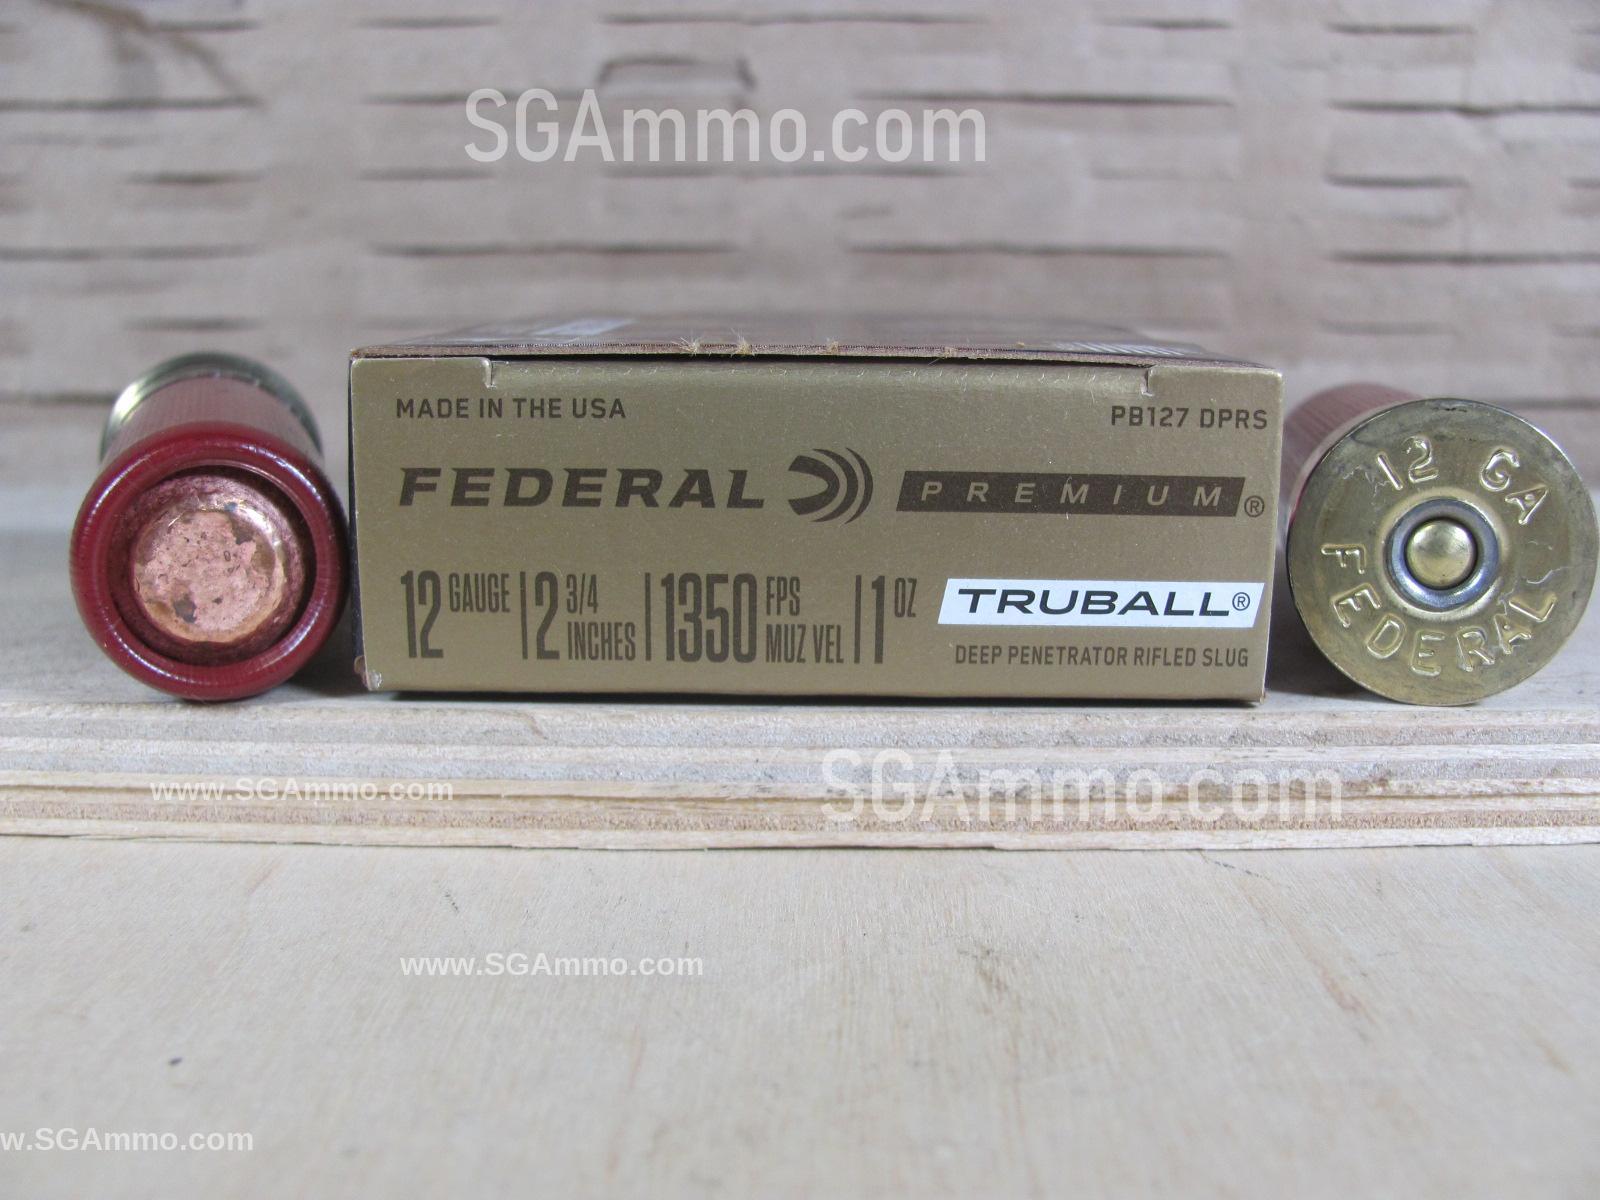 SGAmmo.com
MADE IN THE USA
PB127 DPRS
FEDERAL PREMIUM®
12 GAUGE | 2 3/4 INCHES | 1350 FPS MUZ VEL | 1 OZ
TRUBALL®
DEEP PENETRATOR RIFLED SLUG
12 GA
FEDERAL
SGAmmo.com
www.SGAmmo.com
www.SGAmmo.com
w.SGAmmo.com